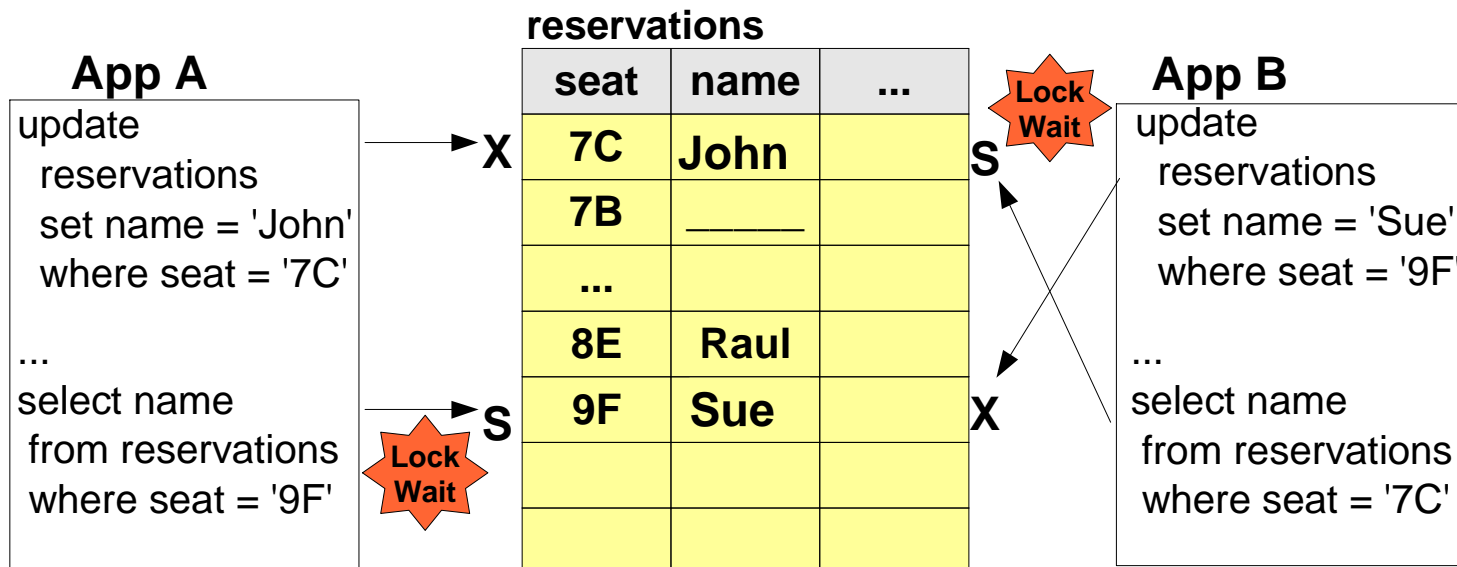 reservations
App A
update
reservations
set name = 'John'
where seat = '7C'
...
select name
from reservations
where seat = '9F'
X
S
Lock
Wait
seat name ...
7C John
7B _____
...
8E Raul
9F Sue
Lock
Wait
S
X
App B
update
reservations
set name = 'Sue'
where seat = '9F'
...
select name
from reservations
where seat = '7C'